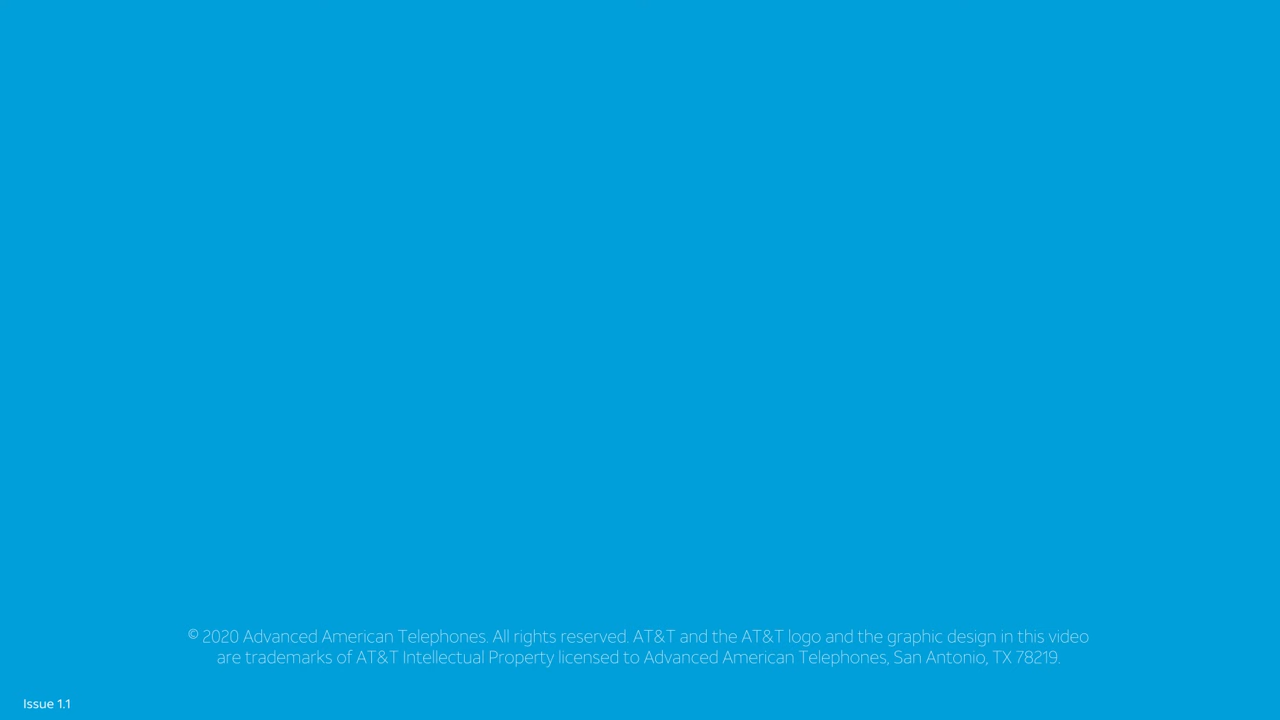 © 2020 Advanced American Telephones. All rights reserved. AT&T and the AT&T logo and the graphic design in this video
are trademarks of AT&T Intellectual Property licensed to Advanced American Telephones, San Antonio, TX 78219.
Issue 1.1